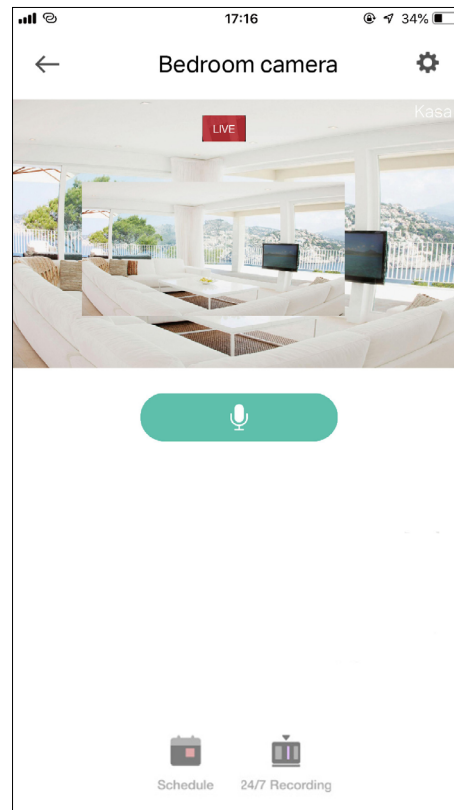 17:16
34%
Bedroom camera
LIVE
Kasa
Schedule
24/7 Recording